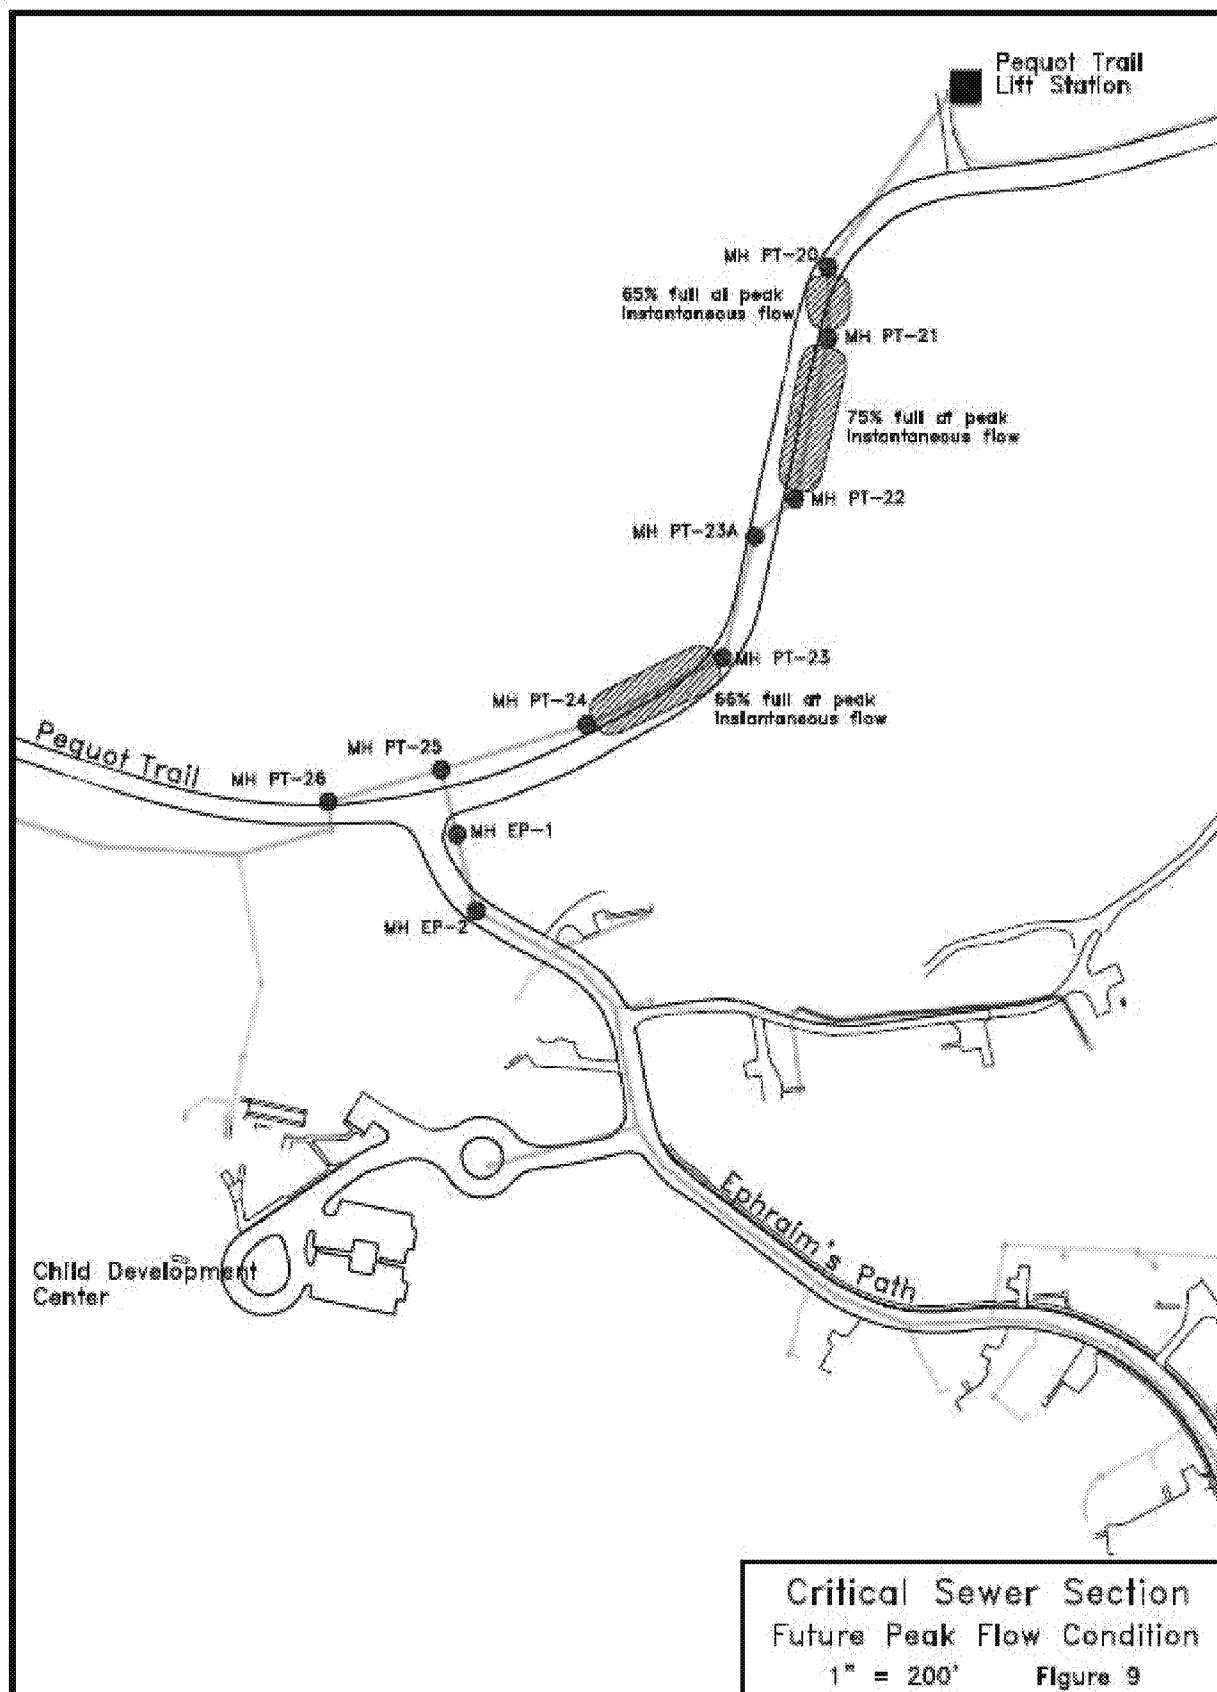 Pequot Trail
Lift Station
MH PT-20
65% full at peak
Instantaneous flow
MH PT-21
75% full at peak
Instantaneous flow
MH PT-22
MH PT-23A
MH PT-23
MH PT-24
66% full at peak
Instantaneous flow
Pequot Trail
MH PT-25
MH PT-26
MH EP-1
MH EP-2
Ephraim's Path
Child Development
Center
Critical Sewer Section
Future Peak Flow Condition
1" = 200' Figure 9